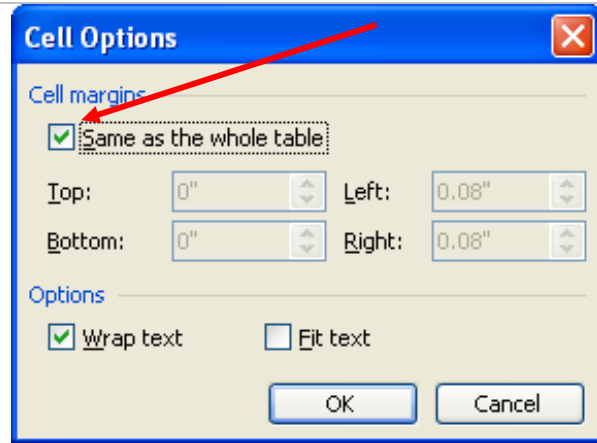 Cell Options
Cell margins
Same as the whole table
Top: 0" Left: 0.08"
Bottom: 0" Right: 0.08"
Options
Wrap text Fit text
OK Cancel